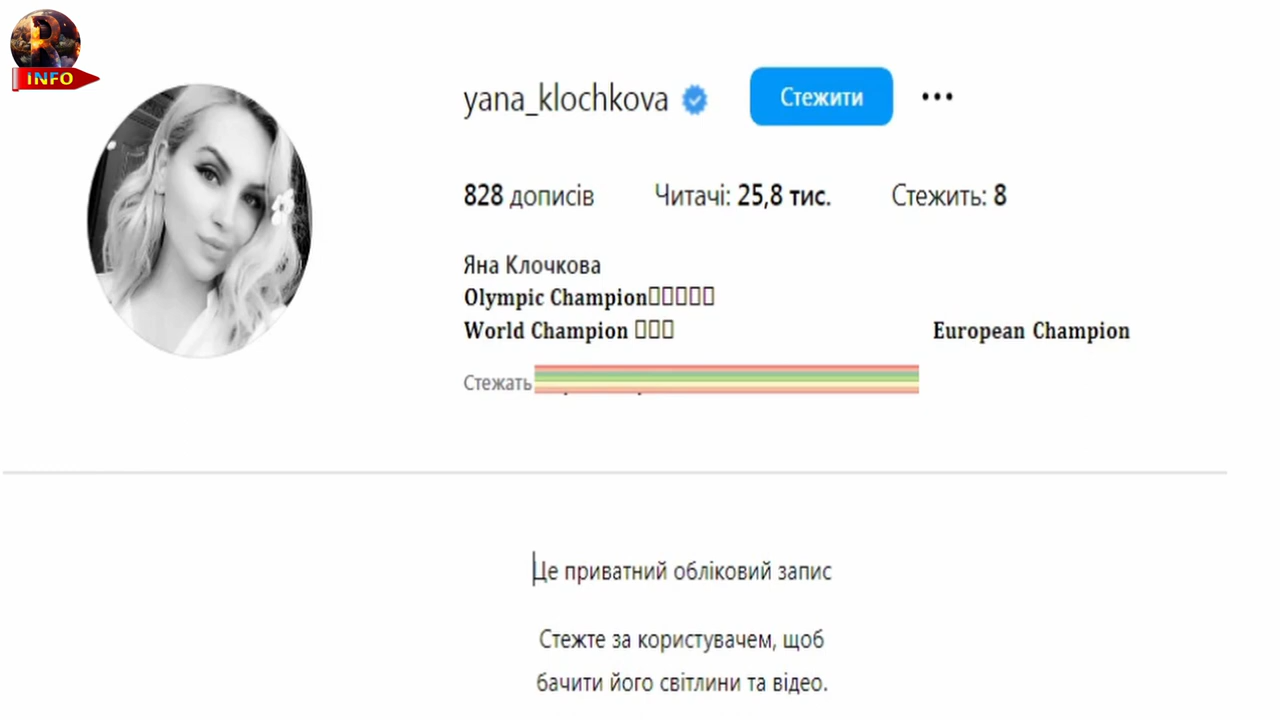 INFO
yana_klochkova Стежити
828 дописів Читачі: 25,8 тис. Стежить: 8
Яна Клочкова
Olympic Champion
World Champion European Champion
Стежать
Це приватний обліковий запис
Стежте за користувачем, щоб
бачити його світлини та відео.